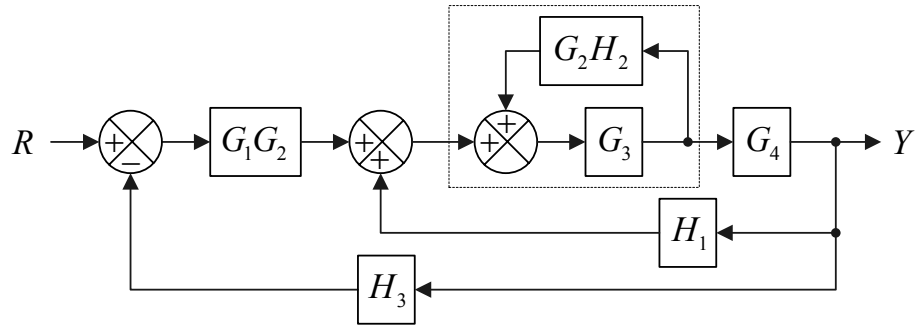 G₂H₂
R + − G₁G₂ + + + + G₃ G₄ Y
H₁
H₃